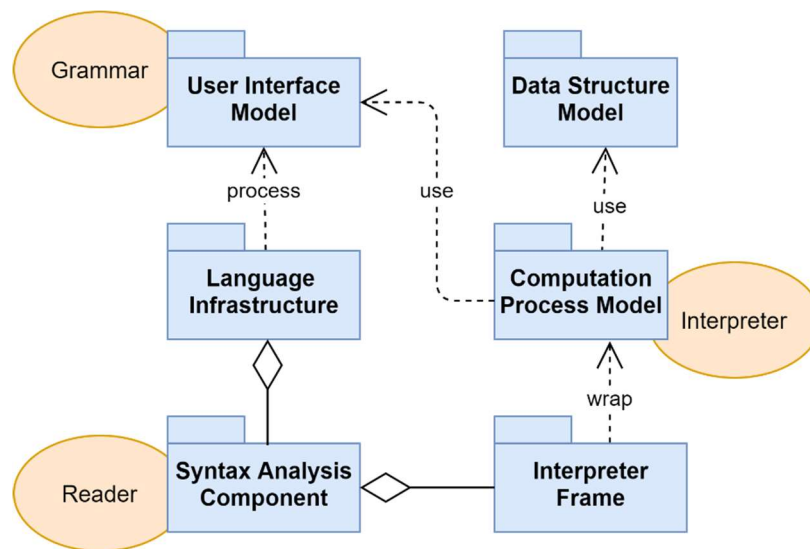 Grammar
User Interface
Model
Data Structure
Model
process
use
use
Language
Infrastructure
Computation
Process Model
Interpreter
wrap
Reader
Syntax Analysis
Component
Interpreter
Frame